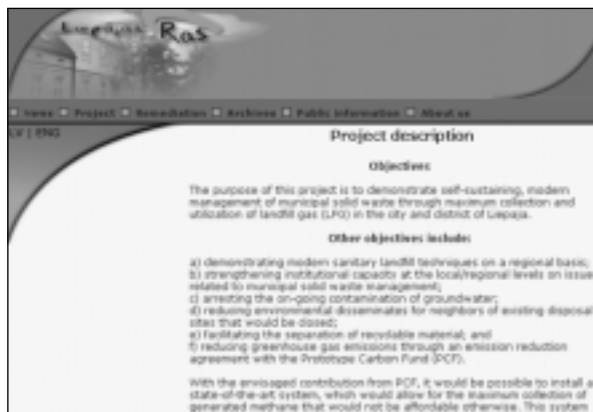 Liepajas Ras
News Project Remediation Archives Public information About us
LV | ENG
Project description
Objectives
The purpose of this project is to demonstrate self-sustaining, modern
management of municipal solid waste through maximum collection and
utilization of landfill gas (LFG) in the city and district of Liepaja.
Other objectives include:
a) demonstrating modern sanitary landfill techniques on a regional basis;
b) strengthening institutional capacity at the local/regional levels on issue
related to municipal solid waste management;
c) arresting the on-going contamination of groundwater;
d) reducing environmental disseminates for neighbors of existing disposal
sites that would be closed;
e) facilitating the separation of recyclable material; and
f) reducing greenhouse gas emissions through an emission reduction
agreement with the Prototype Carbon Fund (PCF).
With the envisaged contribution from PCF, it would be possible to install a
state-of-the-art system, which would allow for the maximum collection of
generated methane that would not be affordable otherwise. This system